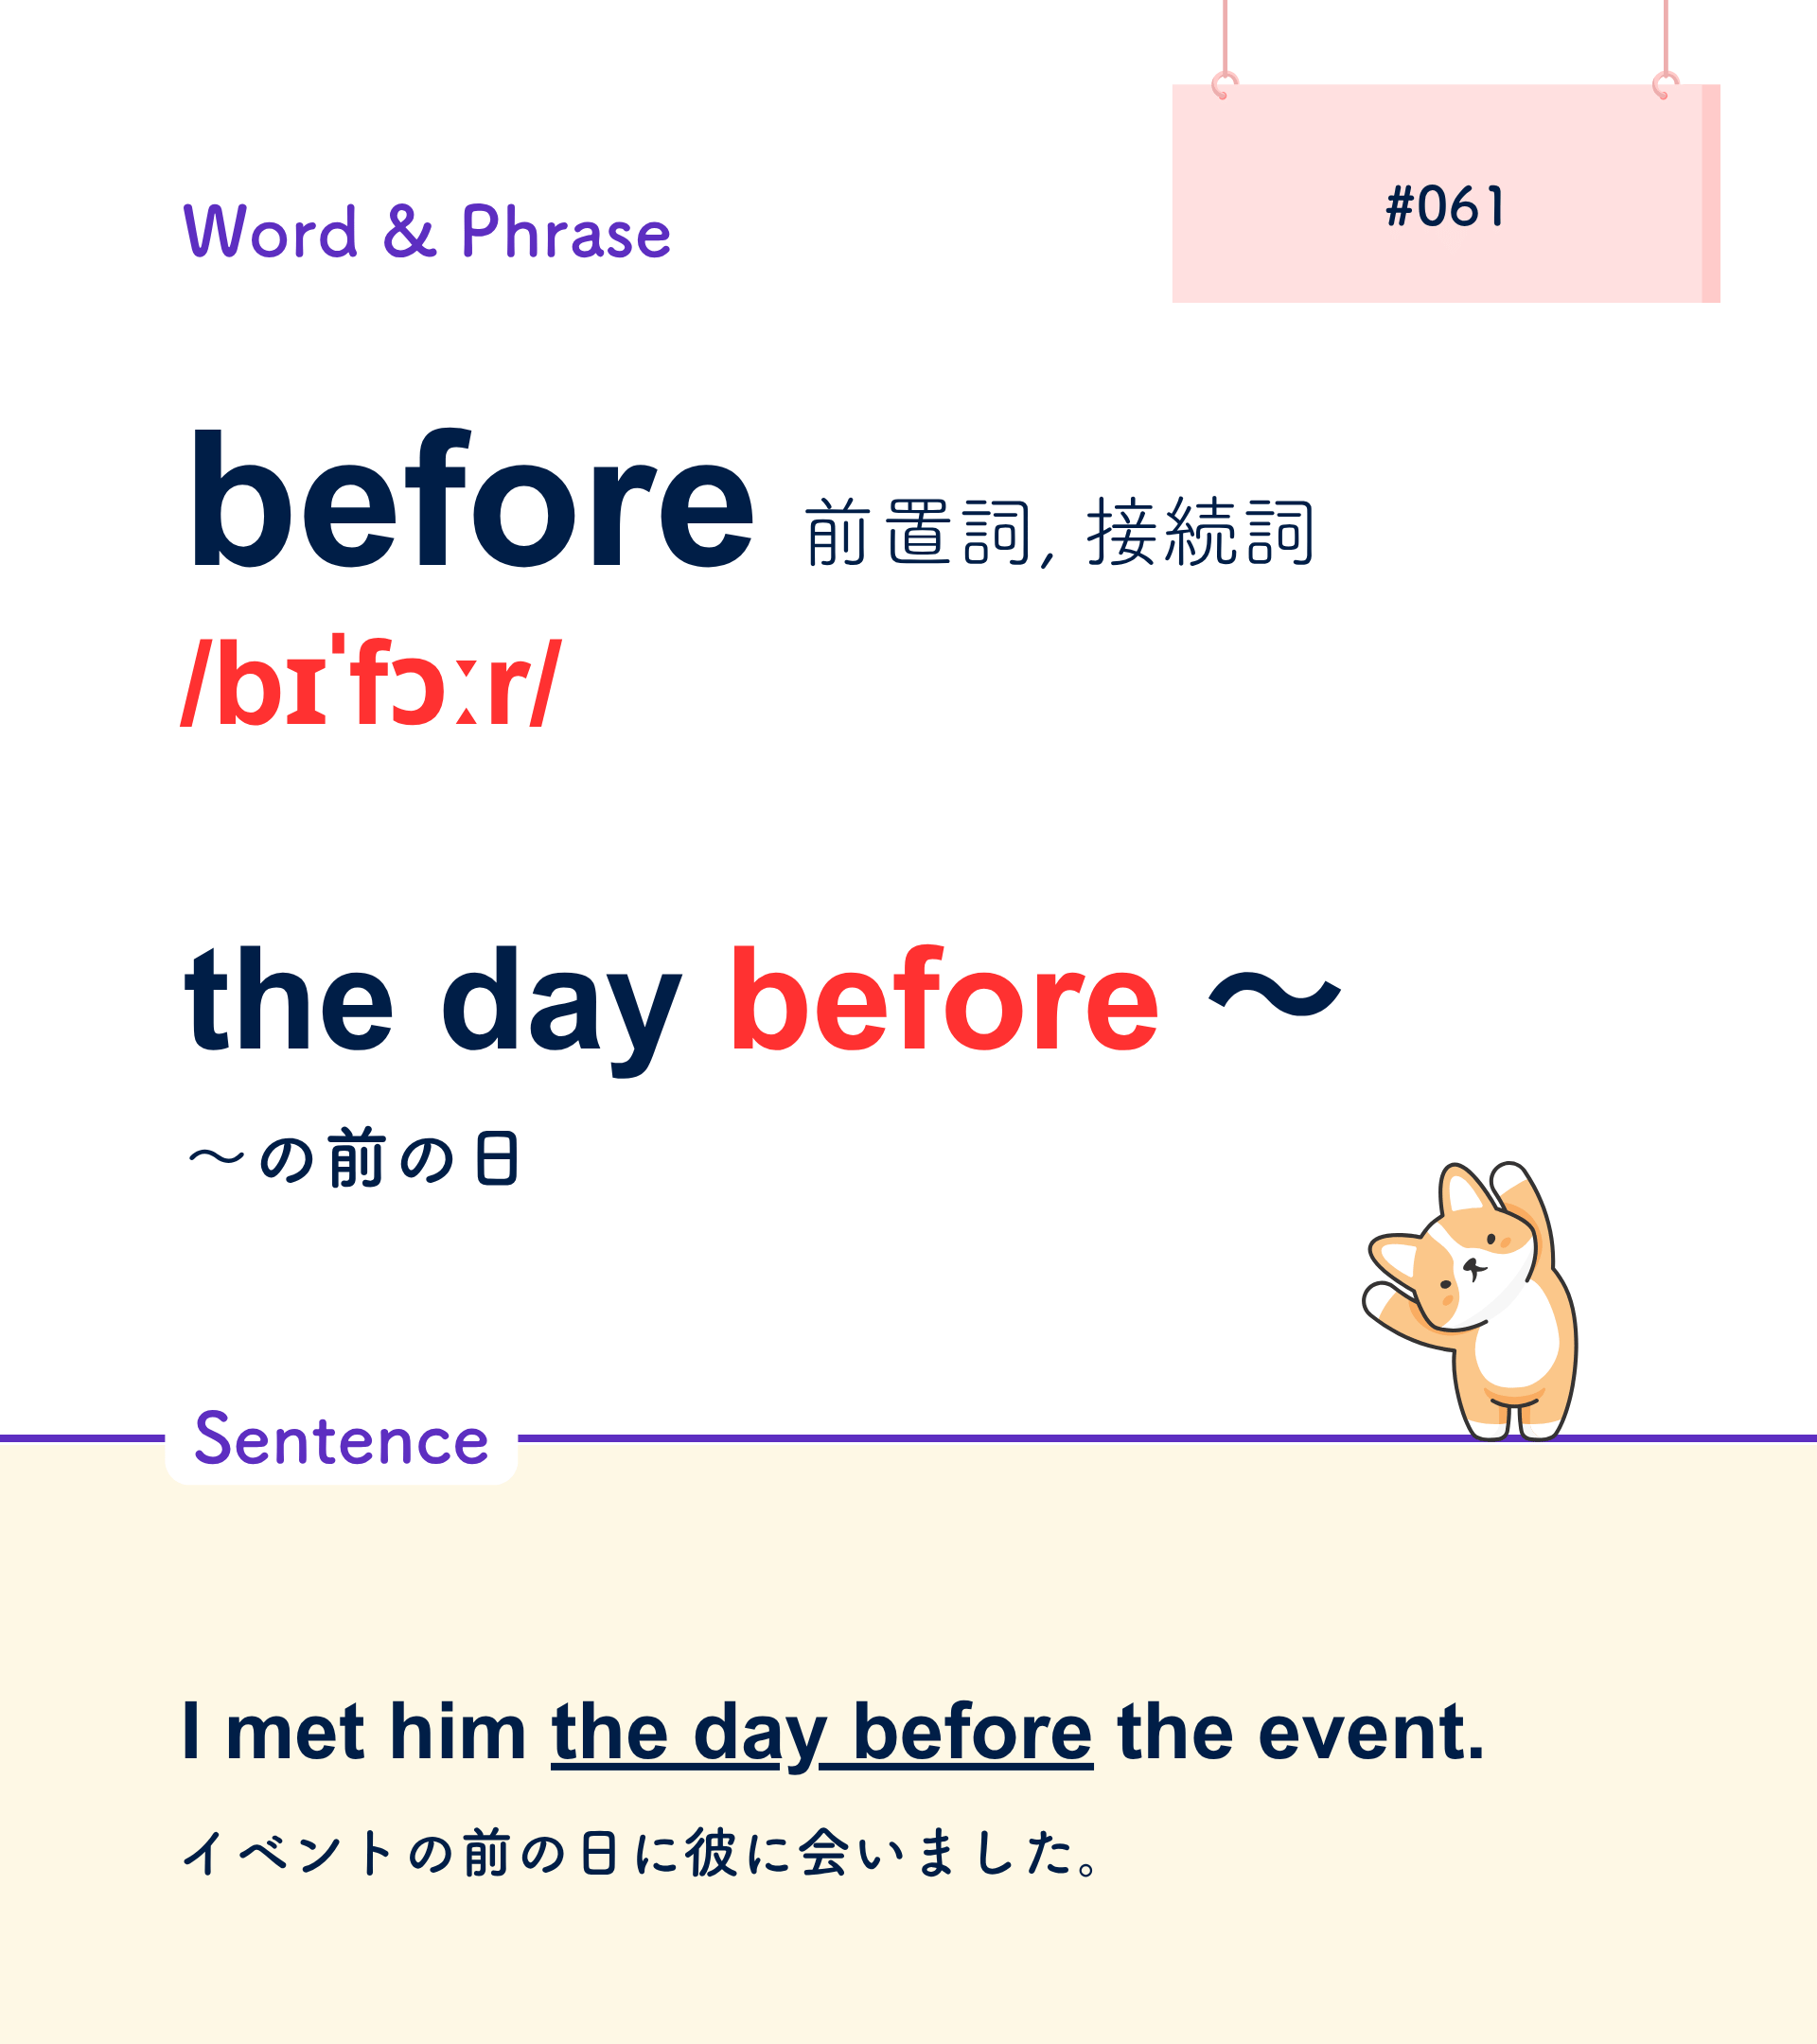 #061
Word & Phrase
before 前置詞, 接続詞
/bɪˈfɔːr/
the day before ～
～の前の日
Sentence
I met him the day before the event.
イベントの前の日に彼に会いました。